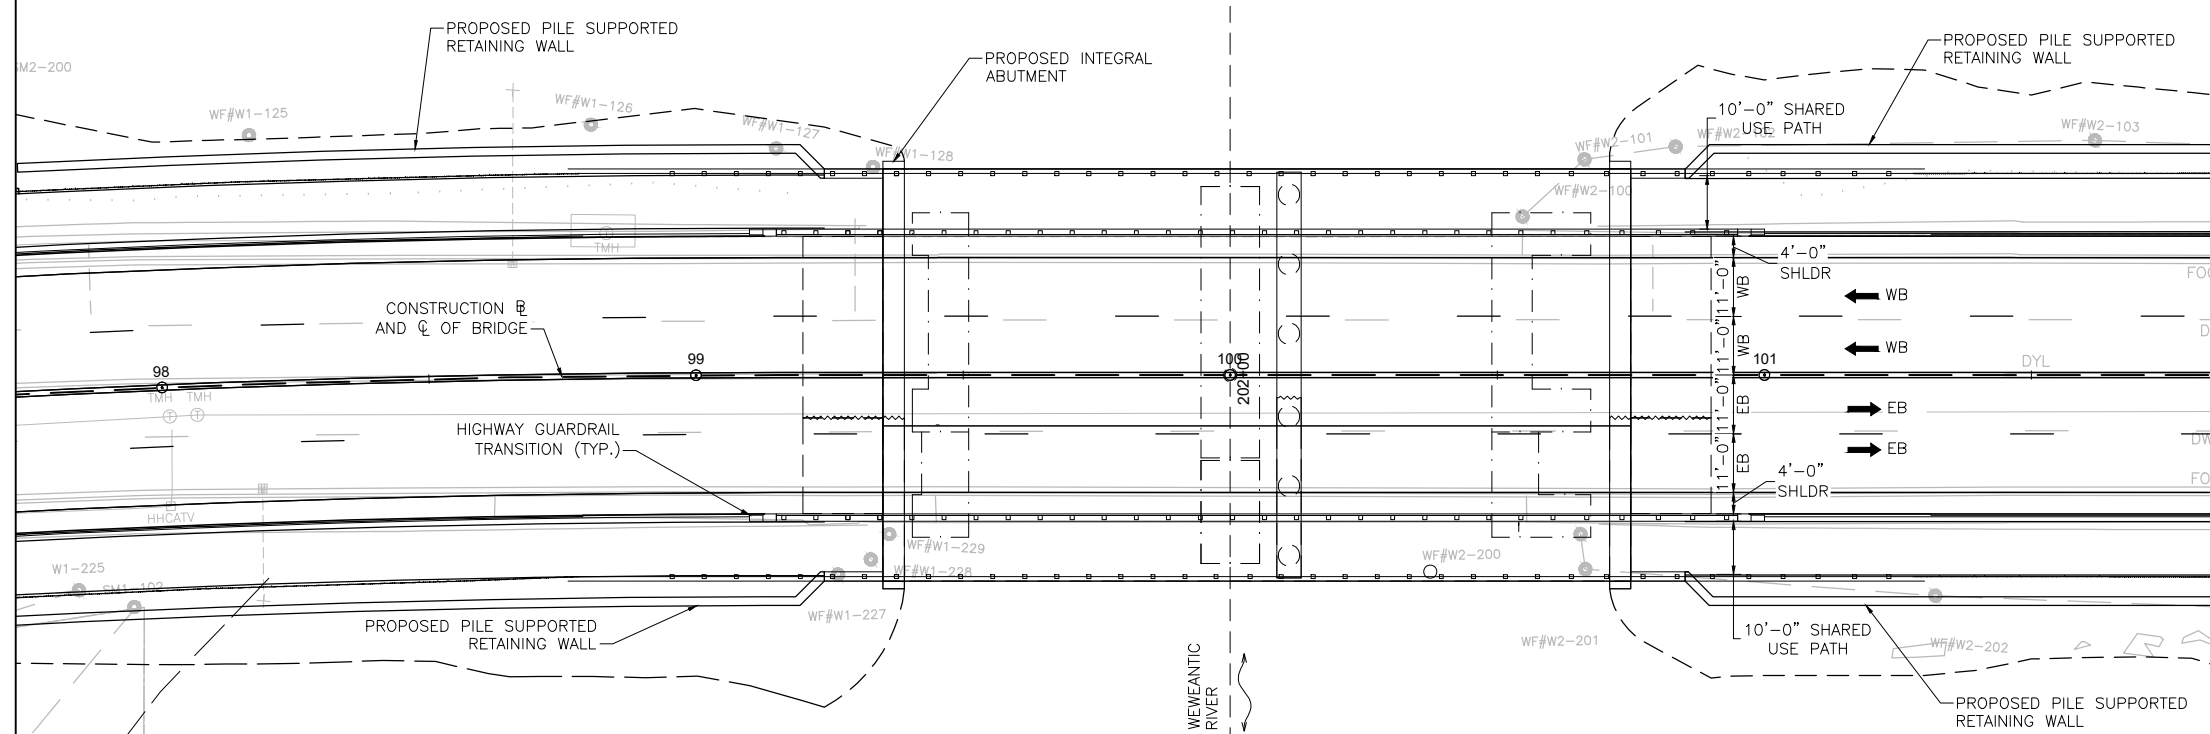 PROPOSED PILE SUPPORTED
RETAINING WALL
PROPOSED INTEGRAL
ABUTMENT
PROPOSED PILE SUPPORTED
RETAINING WALL
SM2-200
WF#W1-125
WF#W1-126
WF#W1-127
WF#W1-128
WF#W2-101
WF#W2-102
WF#W2-103
10'-0" SHARED
USE PATH
WF#W2-100
TMH
4'-0"
SHLDR
CONSTRUCTION ℄
AND ℄ OF BRIDGE
11'-0"
WB
WB
11'-0"
WB
WB
98
99
100
101
202+00
DYL
TMH
TMH
11'-0"
EB
EB
11'-0"
EB
EB
HIGHWAY GUARDRAIL
TRANSITION (TYP.)
4'-0"
SHLDR
HHCATV
W1-225
SM1-102
WF#W1-229
WF#W1-228
WF#W1-227
WF#W2-200
WF#W2-201
WF#W2-202
PROPOSED PILE SUPPORTED
RETAINING WALL
10'-0" SHARED
USE PATH
WEWEANTIC
RIVER
PROPOSED PILE SUPPORTED
RETAINING WALL